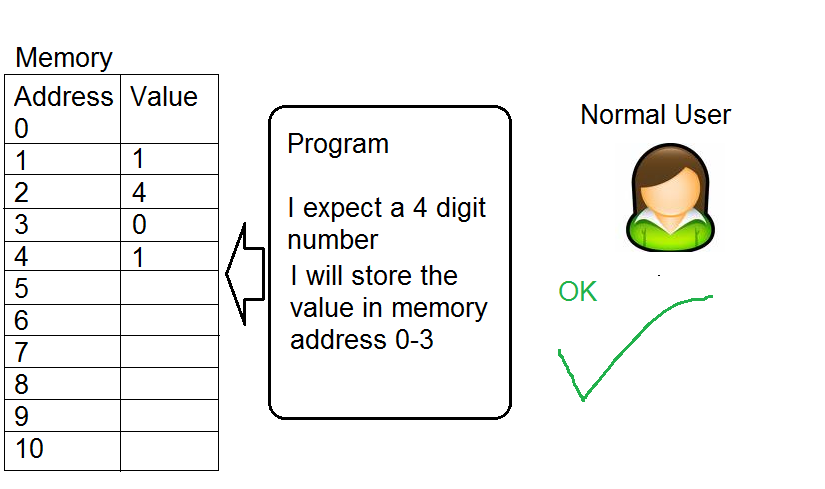 Memory
Address Value
0
1 1
2 4
3 0
4 1
5
6
7
8
9
10
Program
I expect a 4 digit
number
I will store the
value in memory
address 0-3
Normal User
OK